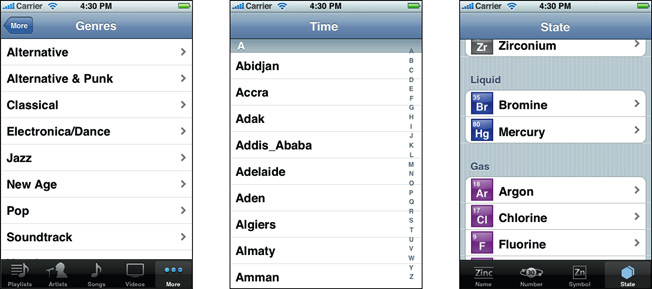 Carrier 4:30 PM
More Genres
Alternative
Alternative & Punk
Classical
Electronica/Dance
Jazz
New Age
Pop
Soundtrack
Playlists Artists Songs Videos More
Carrier 4:30 PM
Time
A
Abidjan
Accra
Adak
Addis_Ababa
Adelaide
Aden
Algiers
Almaty
Amman
A
B
C
D
E
F
G
H
I
J
K
L
M
N
O
P
Q
R
S
T
U
V
W
X
Y
Z
Carrier 4:30 PM
State
Zr Zirconium
Liquid
35
Br Bromine
80
Hg Mercury
Gas
18
Ar Argon
17
Cl Chlorine
9
F Fluorine
Zinc 30 Zn
Name Number Symbol State